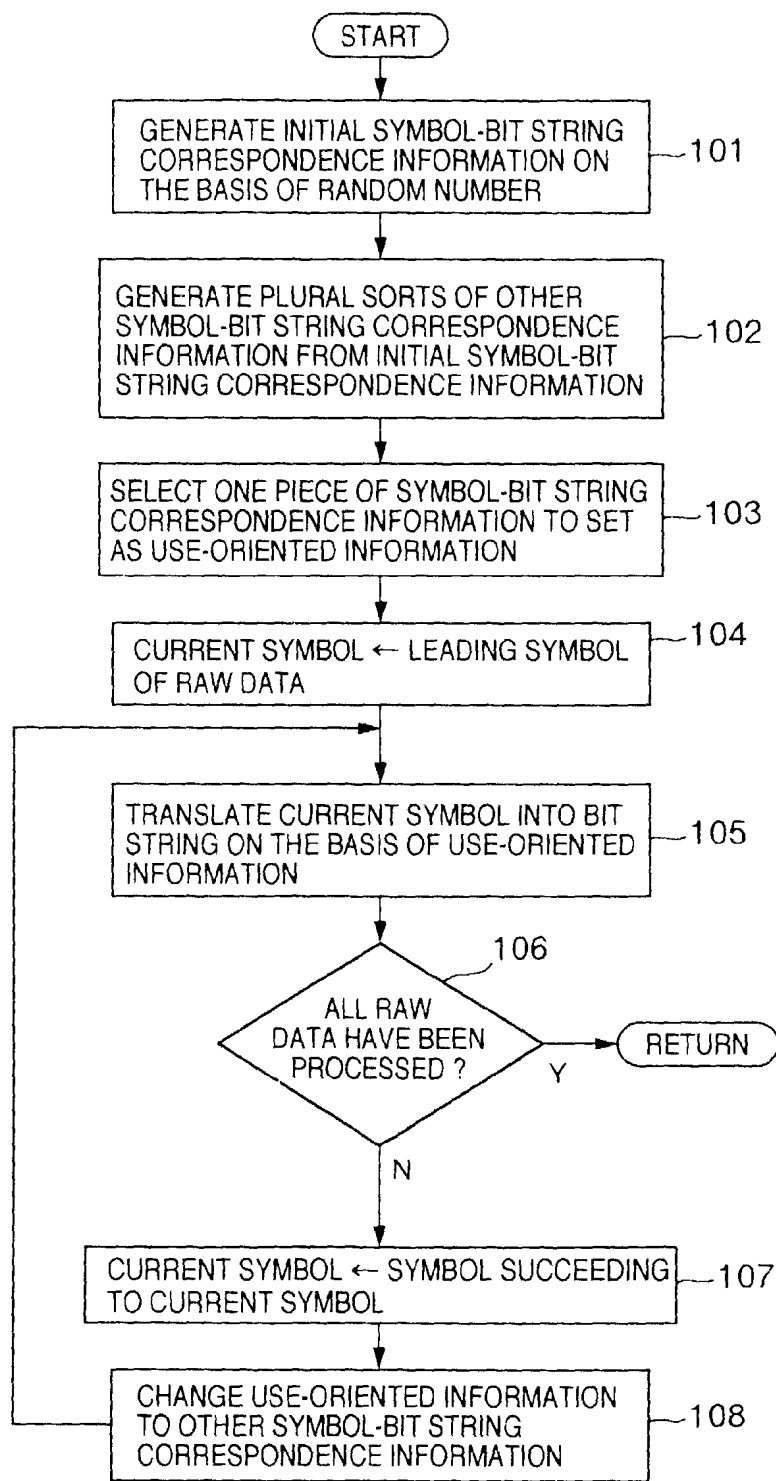 START
GENERATE INITIAL SYMBOL-BIT STRING
CORRESPONDENCE INFORMATION ON
THE BASIS OF RANDOM NUMBER
101
GENERATE PLURAL SORTS OF OTHER
SYMBOL-BIT STRING CORRESPONDENCE
INFORMATION FROM INITIAL SYMBOL-BIT
STRING CORRESPONDENCE INFORMATION
102
SELECT ONE PIECE OF SYMBOL-BIT STRING
CORRESPONDENCE INFORMATION TO SET
AS USE-ORIENTED INFORMATION
103
CURRENT SYMBOL ← LEADING SYMBOL
OF RAW DATA
104
TRANSLATE CURRENT SYMBOL INTO BIT
STRING ON THE BASIS OF USE-ORIENTED
INFORMATION
105
106
ALL RAW
DATA HAVE BEEN
PROCESSED ?
Y
RETURN
N
CURRENT SYMBOL ← SYMBOL SUCCEEDING
TO CURRENT SYMBOL
107
CHANGE USE-ORIENTED INFORMATION
TO OTHER SYMBOL-BIT STRING
CORRESPONDENCE INFORMATION
108